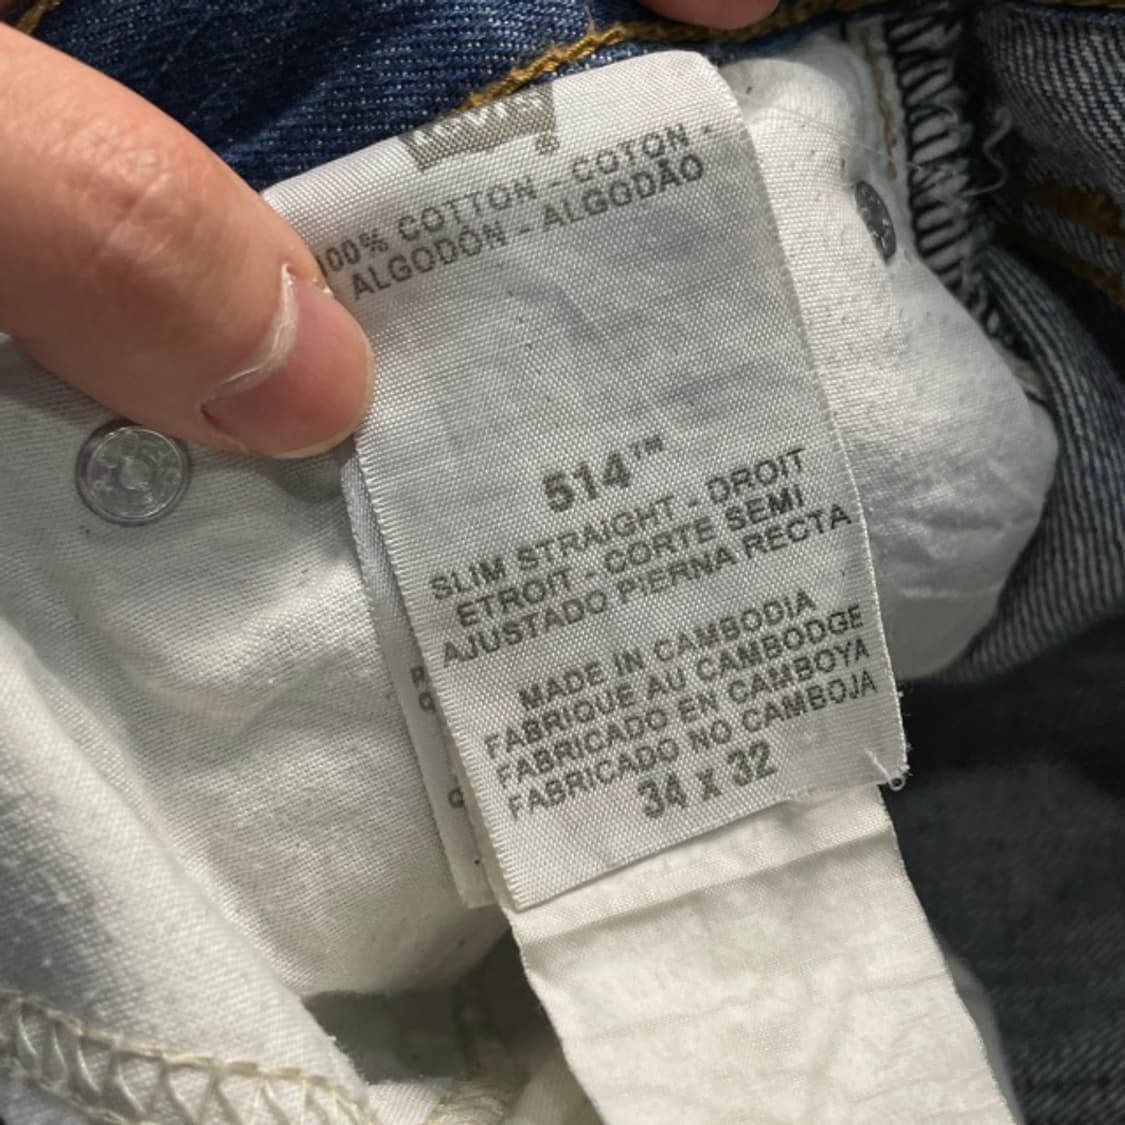 LEVI'S
100% COTTON - COTON -
ALGODÓN - ALGODÃO
514™
SLIM STRAIGHT - DROIT
ETROIT - CORTE SEMI
AJUSTADO PIERNA RECTA
MADE IN CAMBODIA
FABRIQUE AU CAMBODGE
FABRICADO EN CAMBOYA
FABRICADO NO CAMBOJA
34 x 32